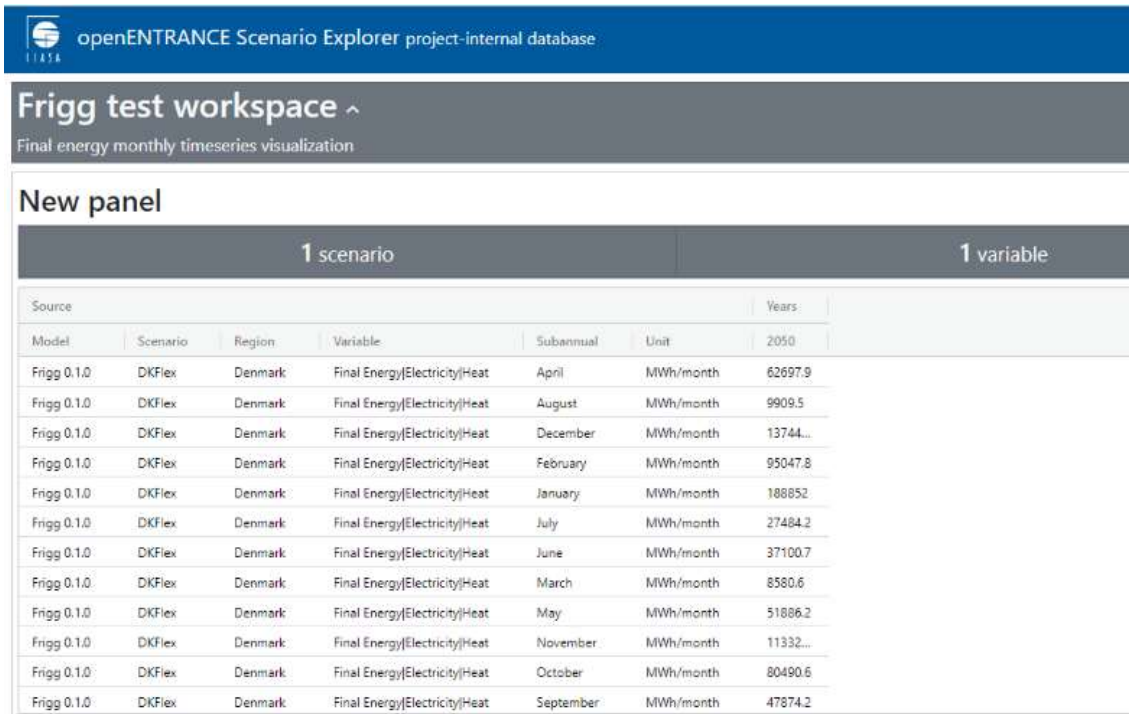 IIASA
openENTRANCE Scenario Explorer project-internal database
Frigg test workspace
Final energy monthly timeseries visualization
New panel
1 scenario 1 variable
Source Years
Model Scenario Region Variable Subannual Unit 2050
Frigg 0.1.0 DKFlex Denmark Final Energy|Electricity|Heat April MWh/month 62697.9
Frigg 0.1.0 DKFlex Denmark Final Energy|Electricity|Heat August MWh/month 9909.5
Frigg 0.1.0 DKFlex Denmark Final Energy|Electricity|Heat December MWh/month 13744...
Frigg 0.1.0 DKFlex Denmark Final Energy|Electricity|Heat February MWh/month 95047.8
Frigg 0.1.0 DKFlex Denmark Final Energy|Electricity|Heat January MWh/month 188852
Frigg 0.1.0 DKFlex Denmark Final Energy|Electricity|Heat July MWh/month 27484.2
Frigg 0.1.0 DKFlex Denmark Final Energy|Electricity|Heat June MWh/month 37100.7
Frigg 0.1.0 DKFlex Denmark Final Energy|Electricity|Heat March MWh/month 8580.6
Frigg 0.1.0 DKFlex Denmark Final Energy|Electricity|Heat May MWh/month 51886.2
Frigg 0.1.0 DKFlex Denmark Final Energy|Electricity|Heat November MWh/month 11332...
Frigg 0.1.0 DKFlex Denmark Final Energy|Electricity|Heat October MWh/month 80490.6
Frigg 0.1.0 DKFlex Denmark Final Energy|Electricity|Heat September MWh/month 47874.2